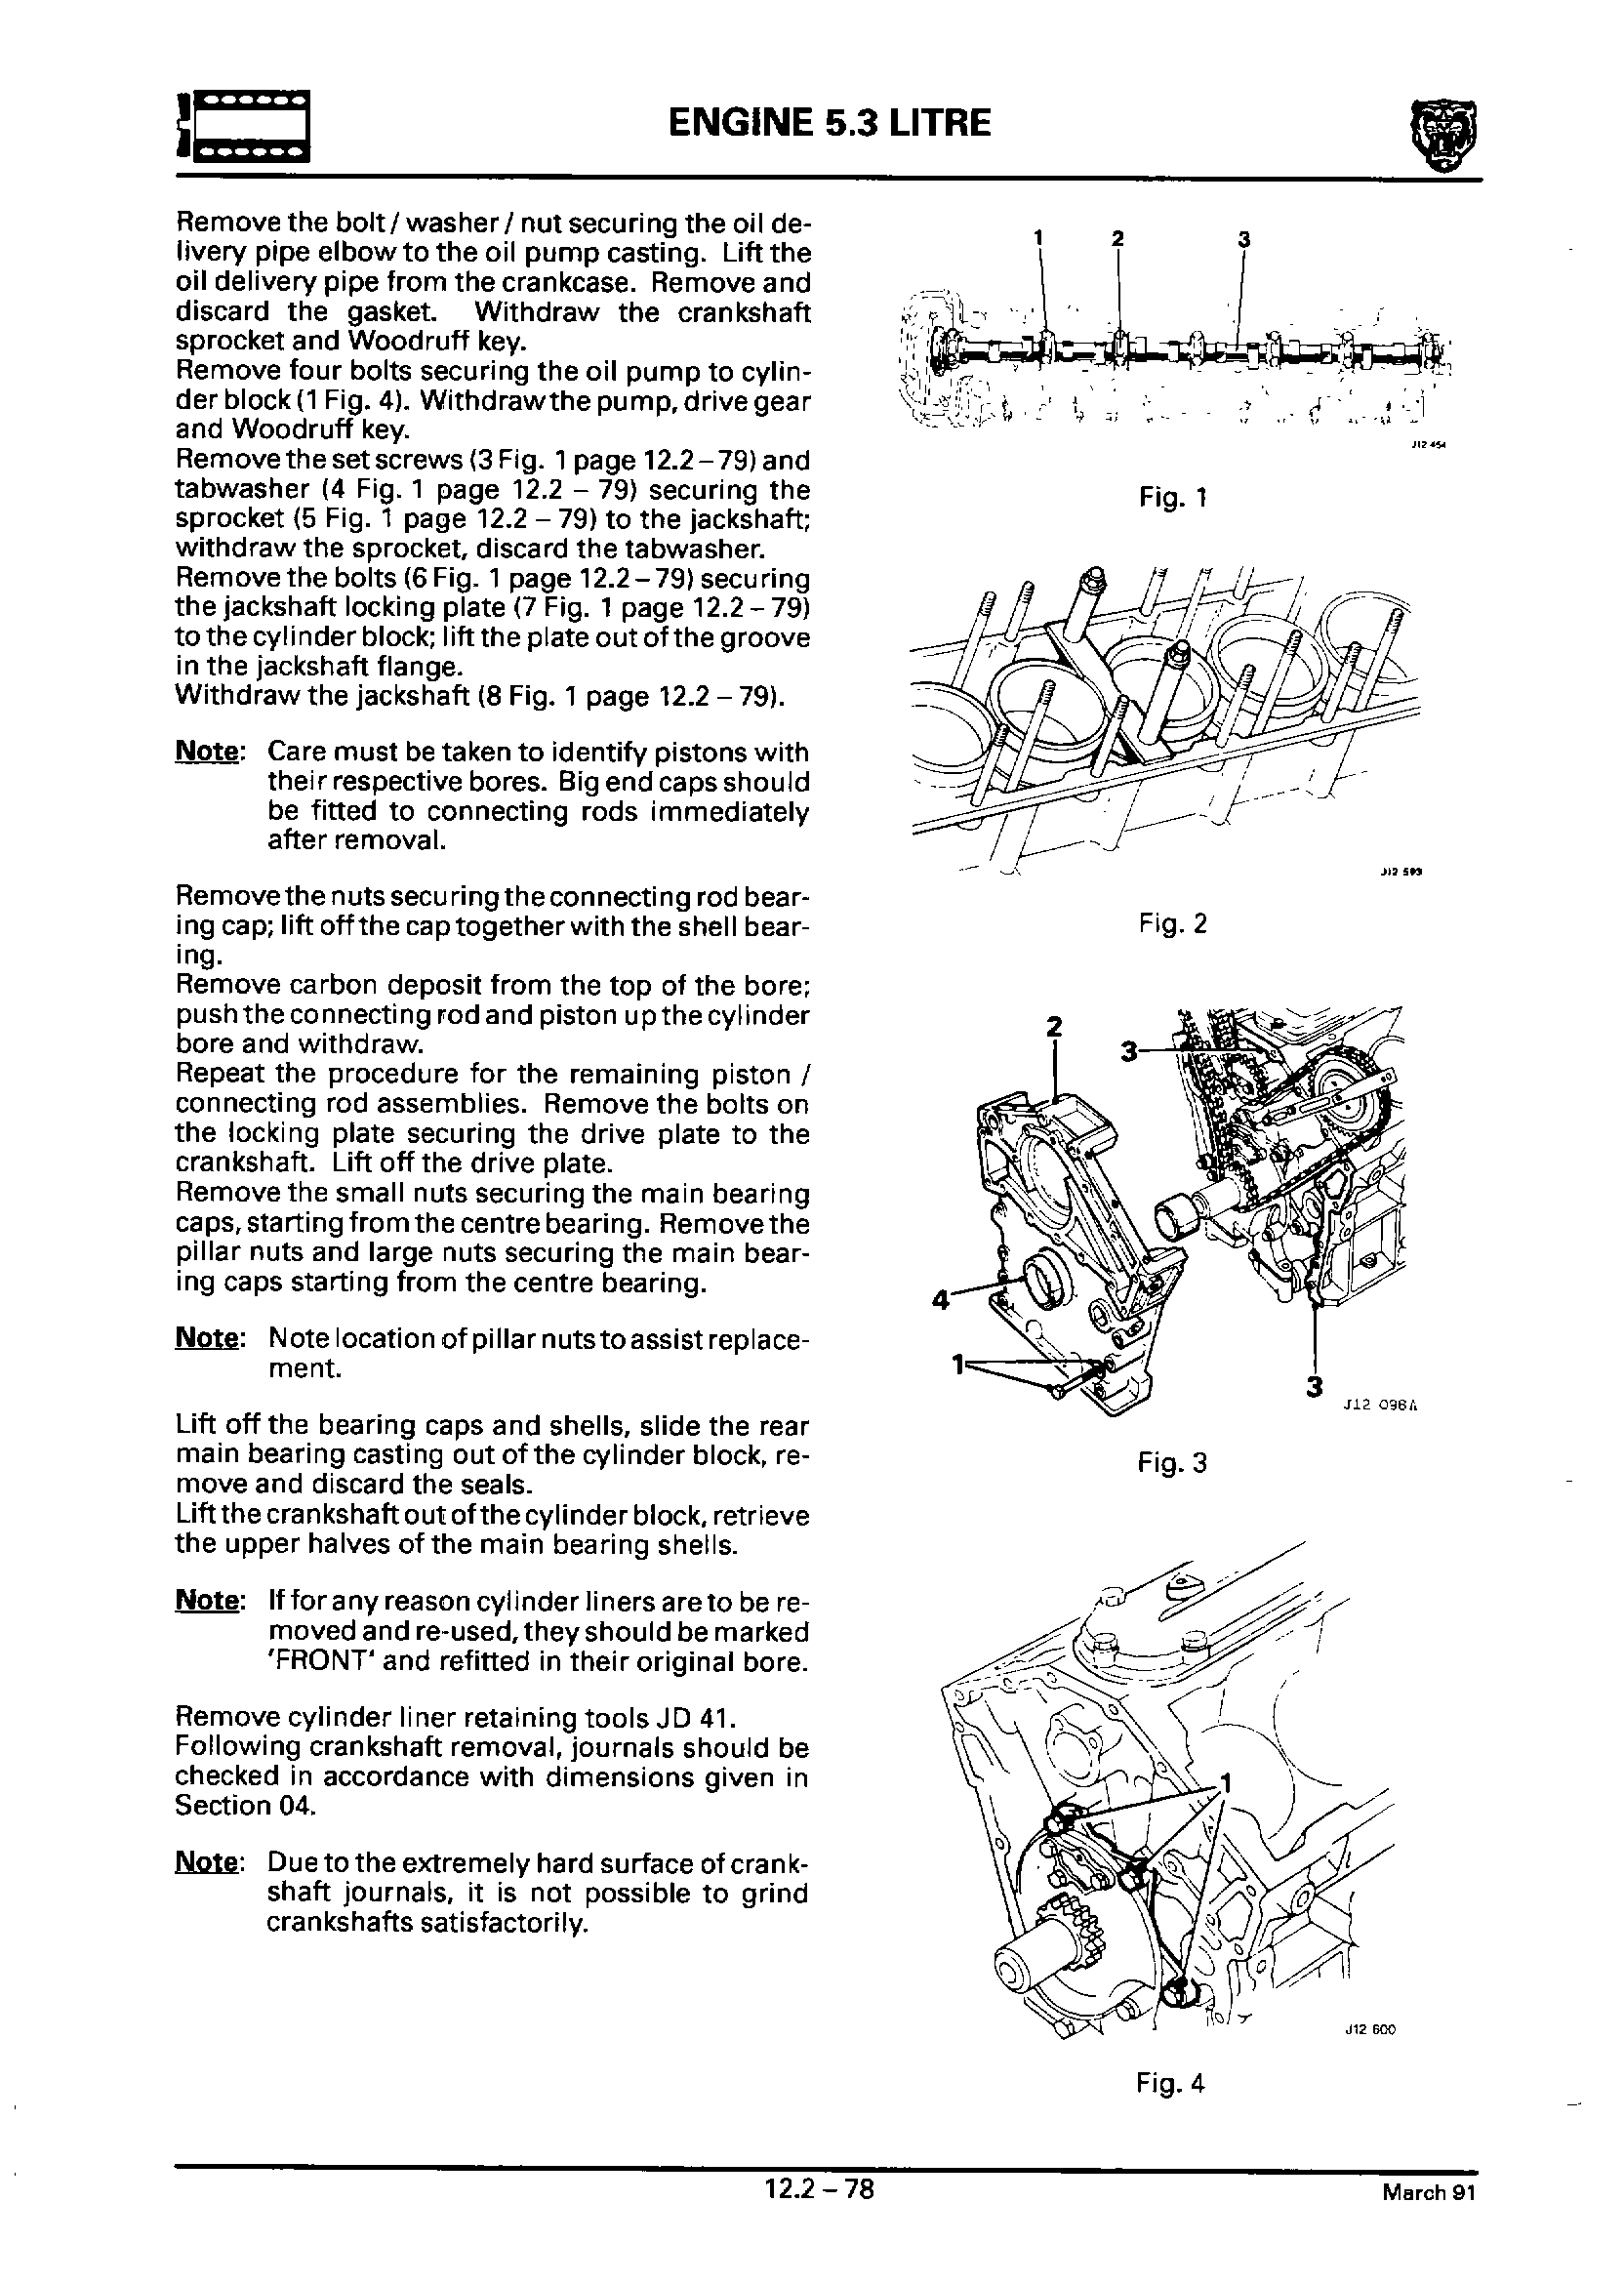 ENGINE 5.3 LITRE
Remove the bolt / washer / nut securing the oil de-
livery pipe elbow to the oil pump casting. Lift the
oil delivery pipe from the crankcase. Remove and
discard the gasket. Withdraw the crankshaft
sprocket and Woodruff key.
Remove four bolts securing the oil pump to cylin-
der block (1 Fig. 4). Withdraw the pump, drive gear
and Woodruff key.
Remove the set screws (3 Fig. 1 page 12.2 – 79) and
tabwasher (4 Fig. 1 page 12.2 – 79) securing the
sprocket (5 Fig. 1 page 12.2 – 79) to the jackshaft;
withdraw the sprocket, discard the tabwasher.
Remove the bolts (6 Fig. 1 page 12.2 – 79) securing
the jackshaft locking plate (7 Fig. 1 page 12.2 – 79)
to the cylinder block; lift the plate out of the groove
in the jackshaft flange.
Withdraw the jackshaft (8 Fig. 1 page 12.2 – 79).
Note: Care must be taken to identify pistons with
their respective bores. Big end caps should
be fitted to connecting rods immediately
after removal.
Remove the nuts securing the connecting rod bear-
ing cap; lift off the cap together with the shell bear-
ing.
Remove carbon deposit from the top of the bore;
push the connecting rod and piston up the cylinder
bore and withdraw.
Repeat the procedure for the remaining piston /
connecting rod assemblies. Remove the bolts on
the locking plate securing the drive plate to the
crankshaft. Lift off the drive plate.
Remove the small nuts securing the main bearing
caps, starting from the centre bearing. Remove the
pillar nuts and large nuts securing the main bear-
ing caps starting from the centre bearing.
Note: Note location of pillar nuts to assist replace-
ment.
Lift off the bearing caps and shells, slide the rear
main bearing casting out of the cylinder block, re-
move and discard the seals.
Lift the crankshaft out of the cylinder block, retrieve
the upper halves of the main bearing shells.
Note: If for any reason cylinder liners are to be re-
moved and re-used, they should be marked
'FRONT' and refitted in their original bore.
Remove cylinder liner retaining tools JD 41.
Following crankshaft removal, journals should be
checked in accordance with dimensions given in
Section 04.
Note: Due to the extremely hard surface of crank-
shaft journals, it is not possible to grind
crankshafts satisfactorily.
1 2 3
J12 454
Fig. 1
J12 593
Fig. 2
2
3
4
1
3
J12 096A
Fig. 3
1
J12 600
Fig. 4
12.2 – 78
March 91